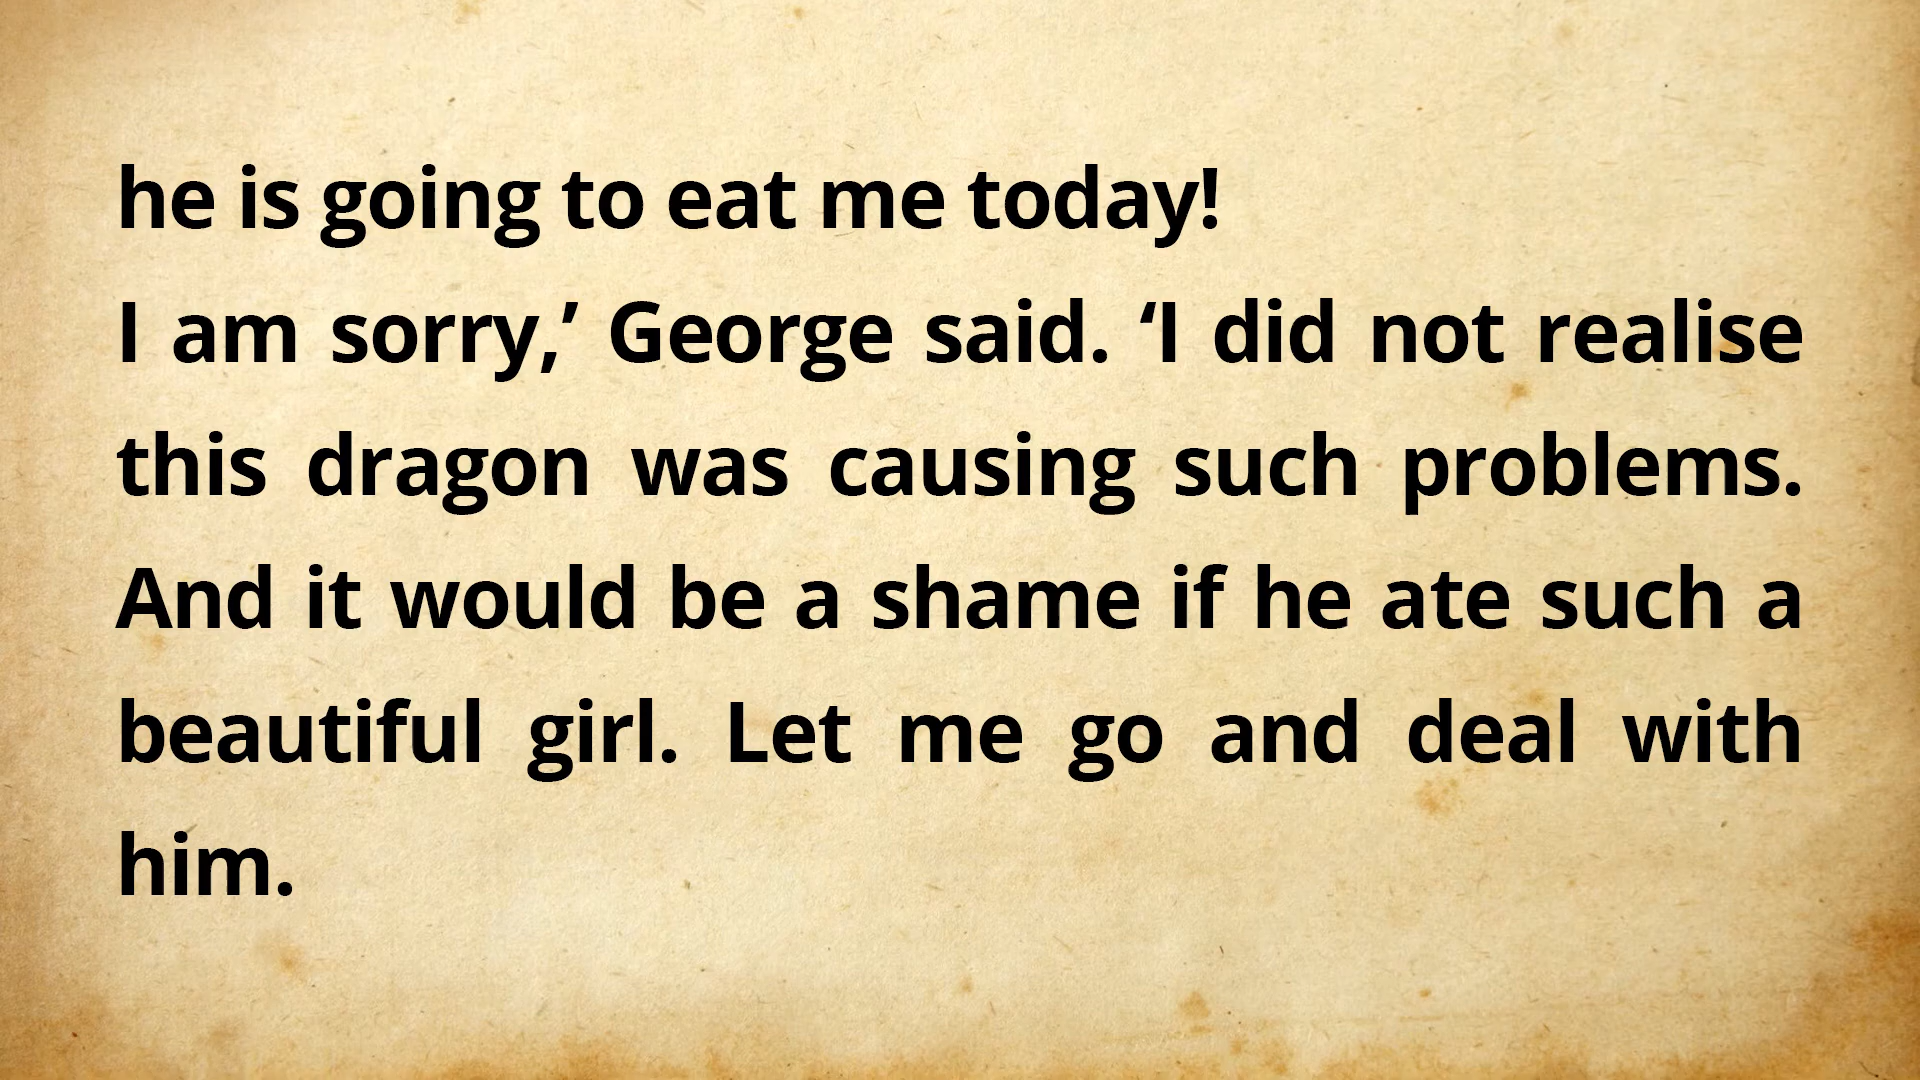 he is going to eat me today!
I am sorry,’ George said. ‘I did not realise
this dragon was causing such problems.
And it would be a shame if he ate such a
beautiful girl. Let me go and deal with
him.